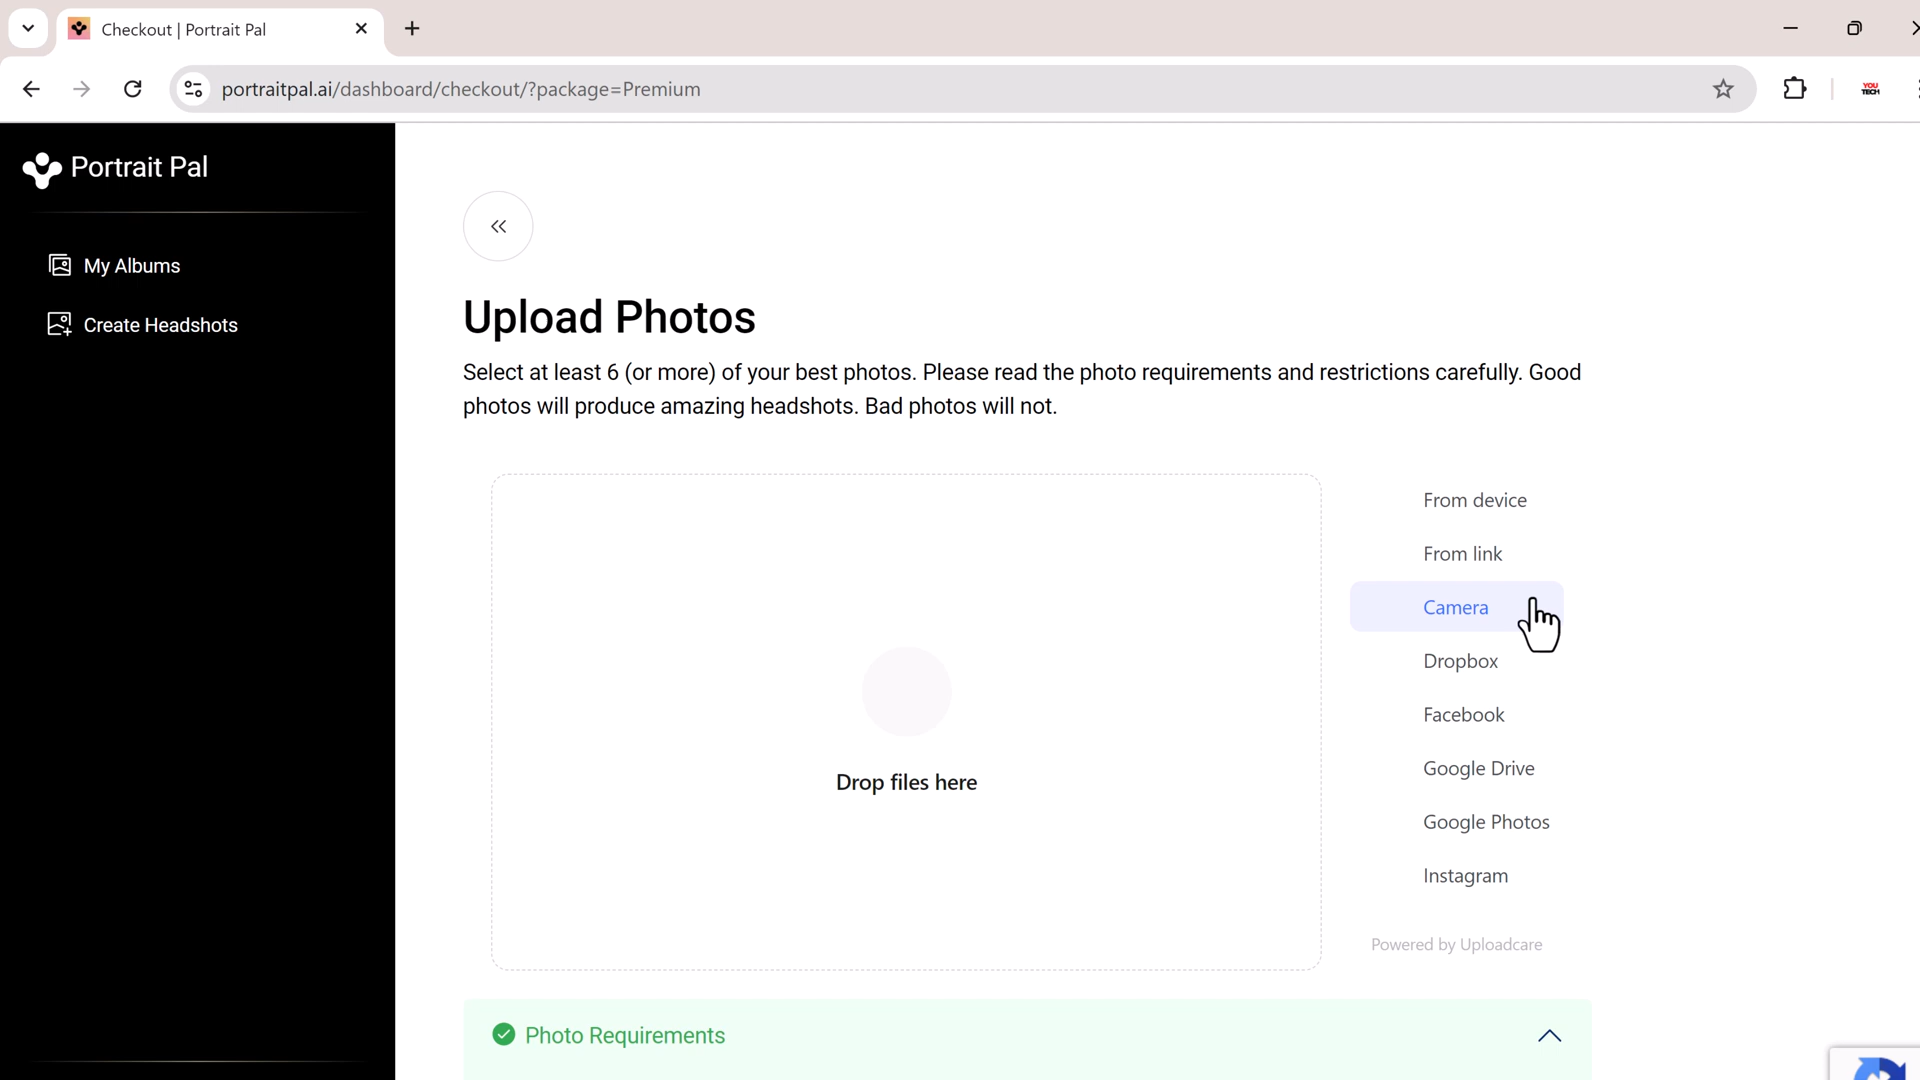 Checkout | Portrait Pal
portraitpal.ai/dashboard/checkout/?package=Premium
YOU
TECH
Portrait Pal
My Albums
Create Headshots
Upload Photos
Select at least 6 (or more) of your best photos. Please read the photo requirements and restrictions carefully. Good
photos will produce amazing headshots. Bad photos will not.
From device
From link
Camera
Dropbox
Facebook
Google Drive
Google Photos
Instagram
Drop files here
Powered by Uploadcare
Photo Requirements